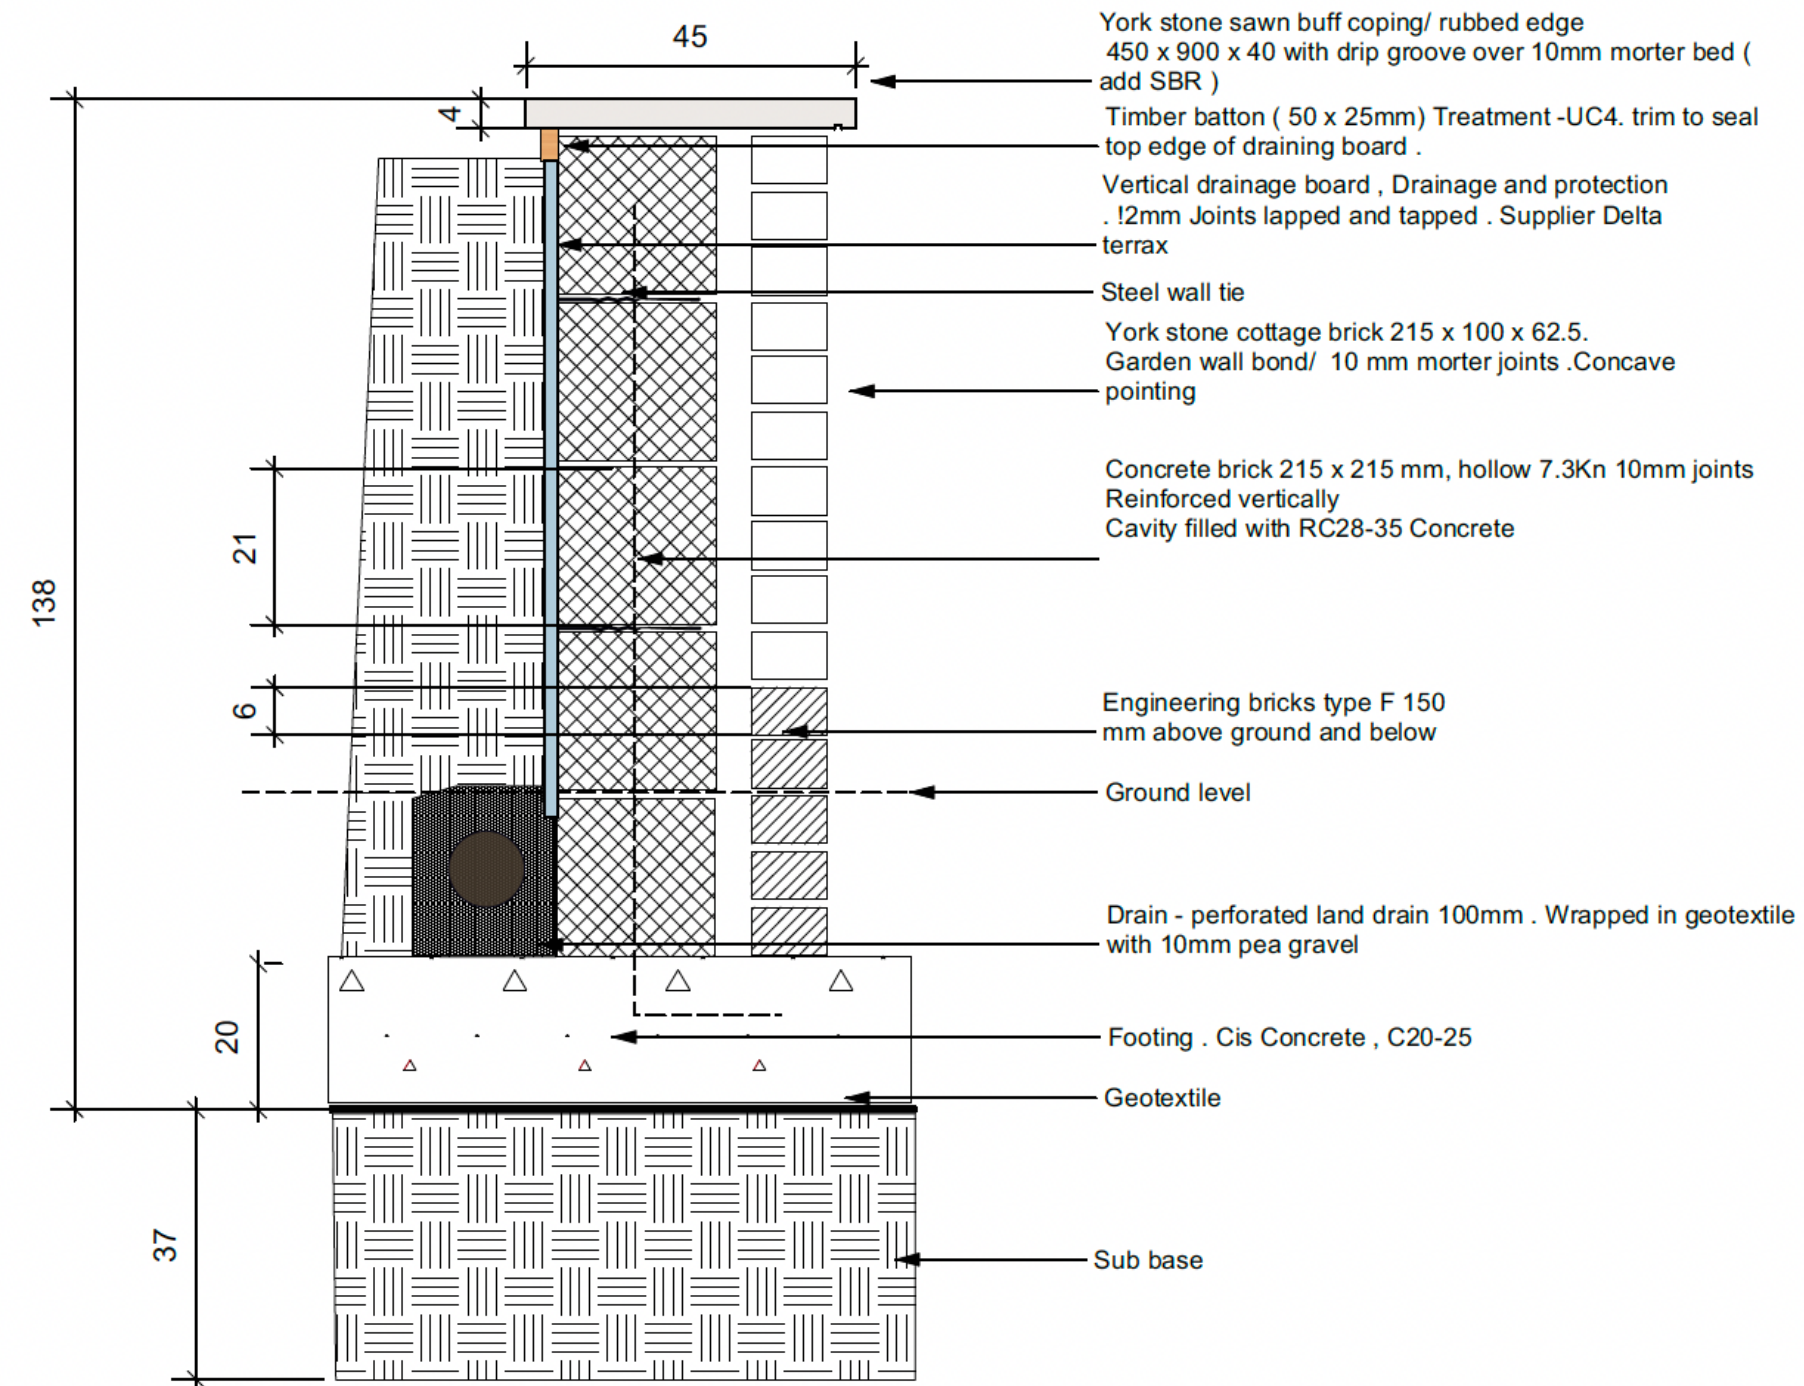 45
York stone sawn buff coping/ rubbed edge
450 x 900 x 40 with drip groove over 10mm morter bed (
add SBR )
4
Timber batton ( 50 x 25mm) Treatment -UC4. trim to seal
top edge of draining board .
Vertical drainage board , Drainage and protection
. !2mm Joints lapped and tapped . Supplier Delta
terrax
Steel wall tie
York stone cottage brick 215 x 100 x 62.5.
Garden wall bond/ 10 mm morter joints .Concave
pointing
Concrete brick 215 x 215 mm, hollow 7.3Kn 10mm joints
Reinforced vertically
Cavity filled with RC28-35 Concrete
21
138
6
Engineering bricks type F 150
mm above ground and below
Ground level
Drain - perforated land drain 100mm . Wrapped in geotextile
with 10mm pea gravel
20
Footing . Cis Concrete , C20-25
Geotextile
37
Sub base